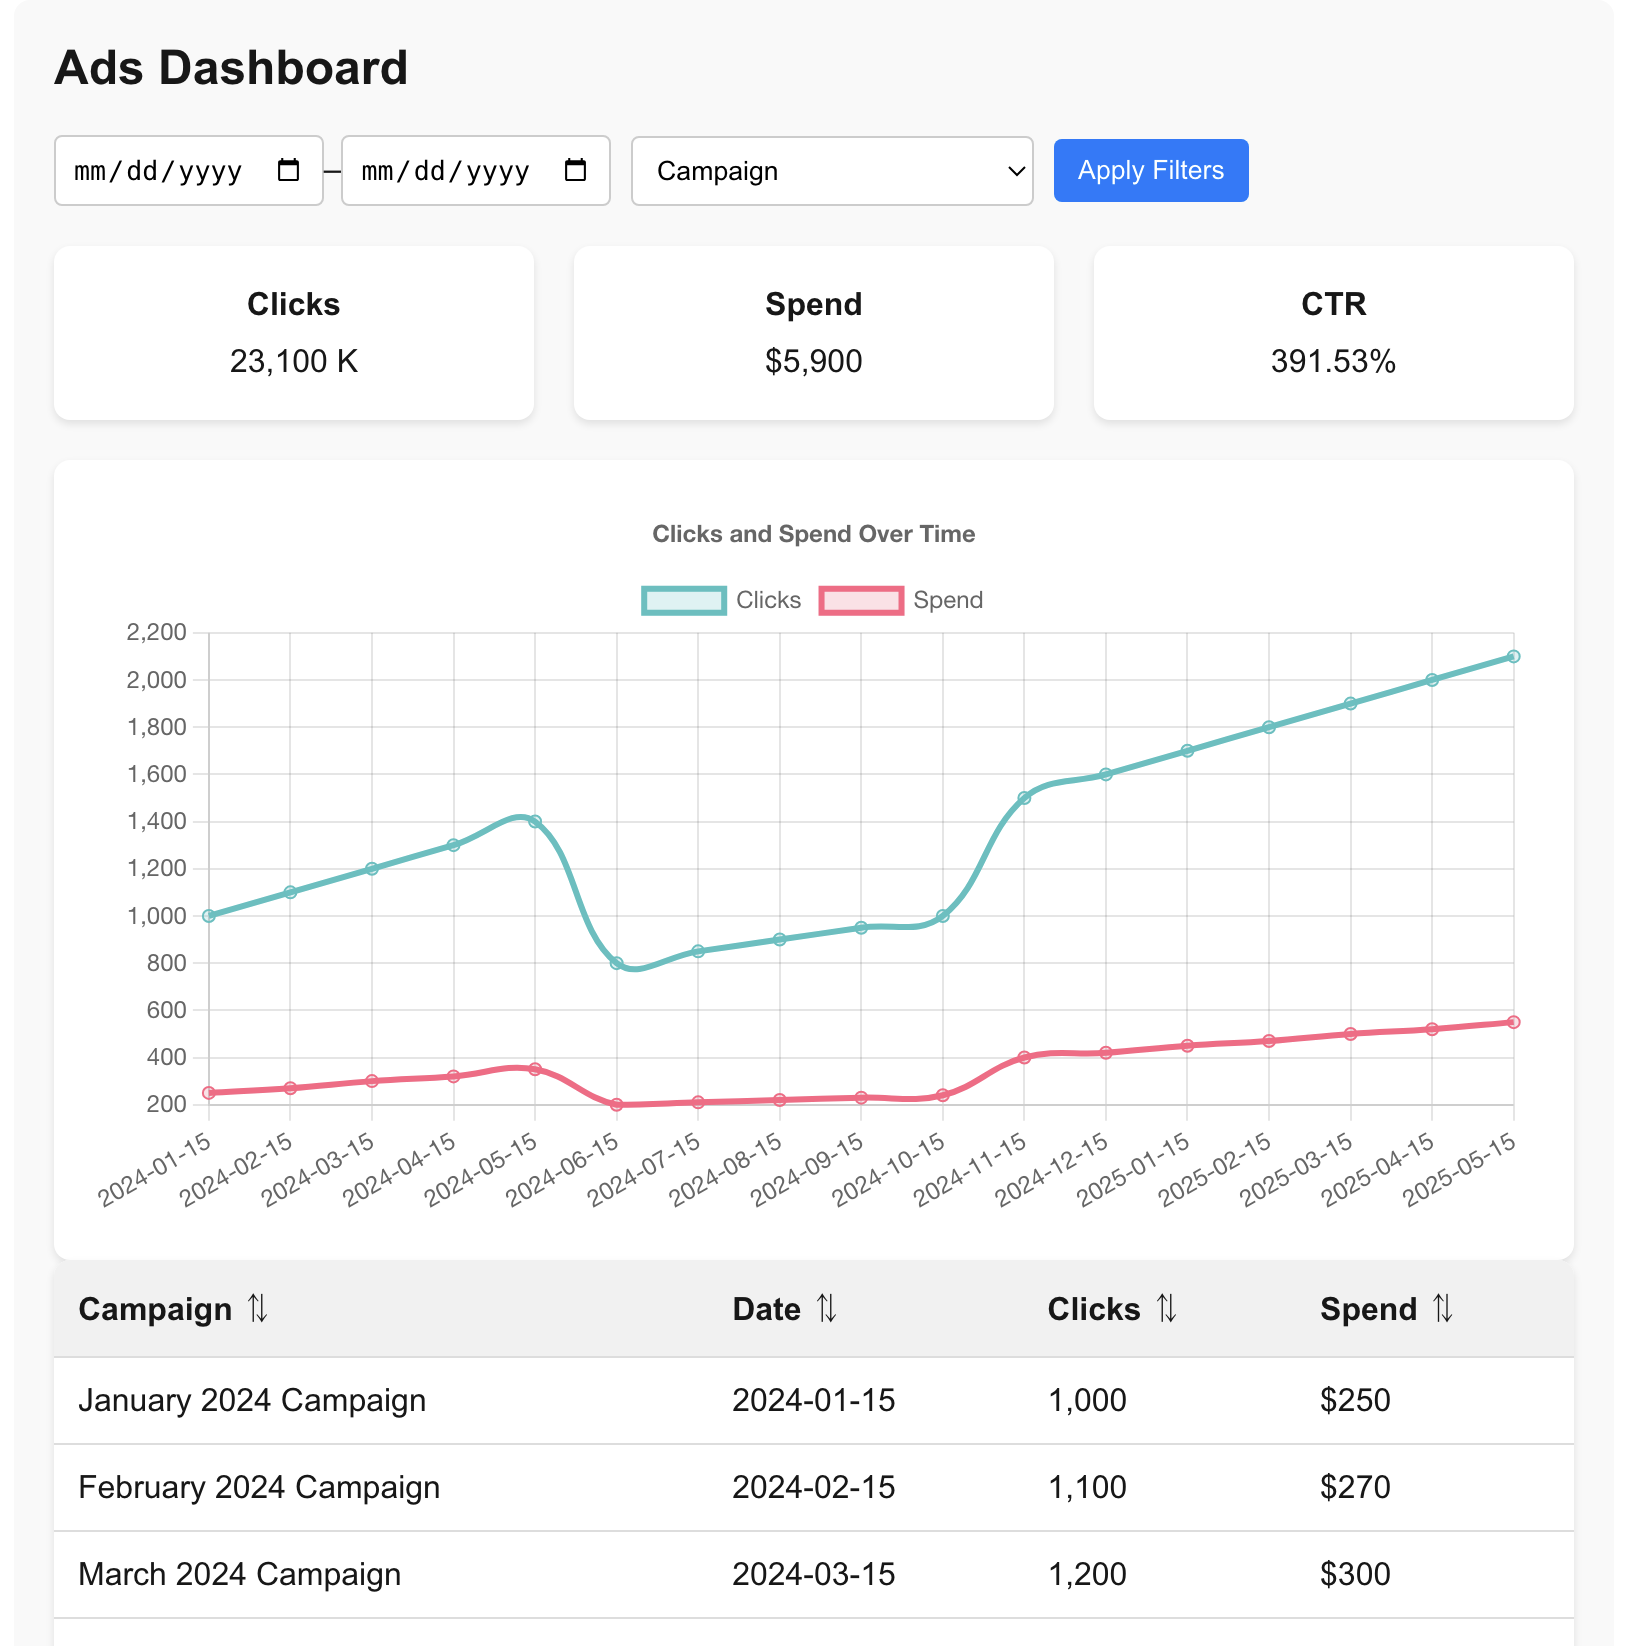 Ads Dashboard
mm/dd/yyyy – mm/dd/yyyy Campaign Apply Filters
Clicks Spend CTR
23,100 K $5,900 391.53%
Clicks and Spend Over Time
Clicks Spend
2,200
2,000
1,800
1,600
1,400
1,200
1,000
800
600
400
200
2024-01-15 2024-02-15 2024-03-15 2024-04-15 2024-05-15 2024-06-15 2024-07-15 2024-08-15 2024-09-15 2024-10-15 2024-11-15 2024-12-15 2025-01-15 2025-02-15 2025-03-15 2025-04-15 2025-05-15
Campaign ⇅ Date ⇅ Clicks ⇅ Spend ⇅
January 2024 Campaign 2024-01-15 1,000 $250
February 2024 Campaign 2024-02-15 1,100 $270
March 2024 Campaign 2024-03-15 1,200 $300